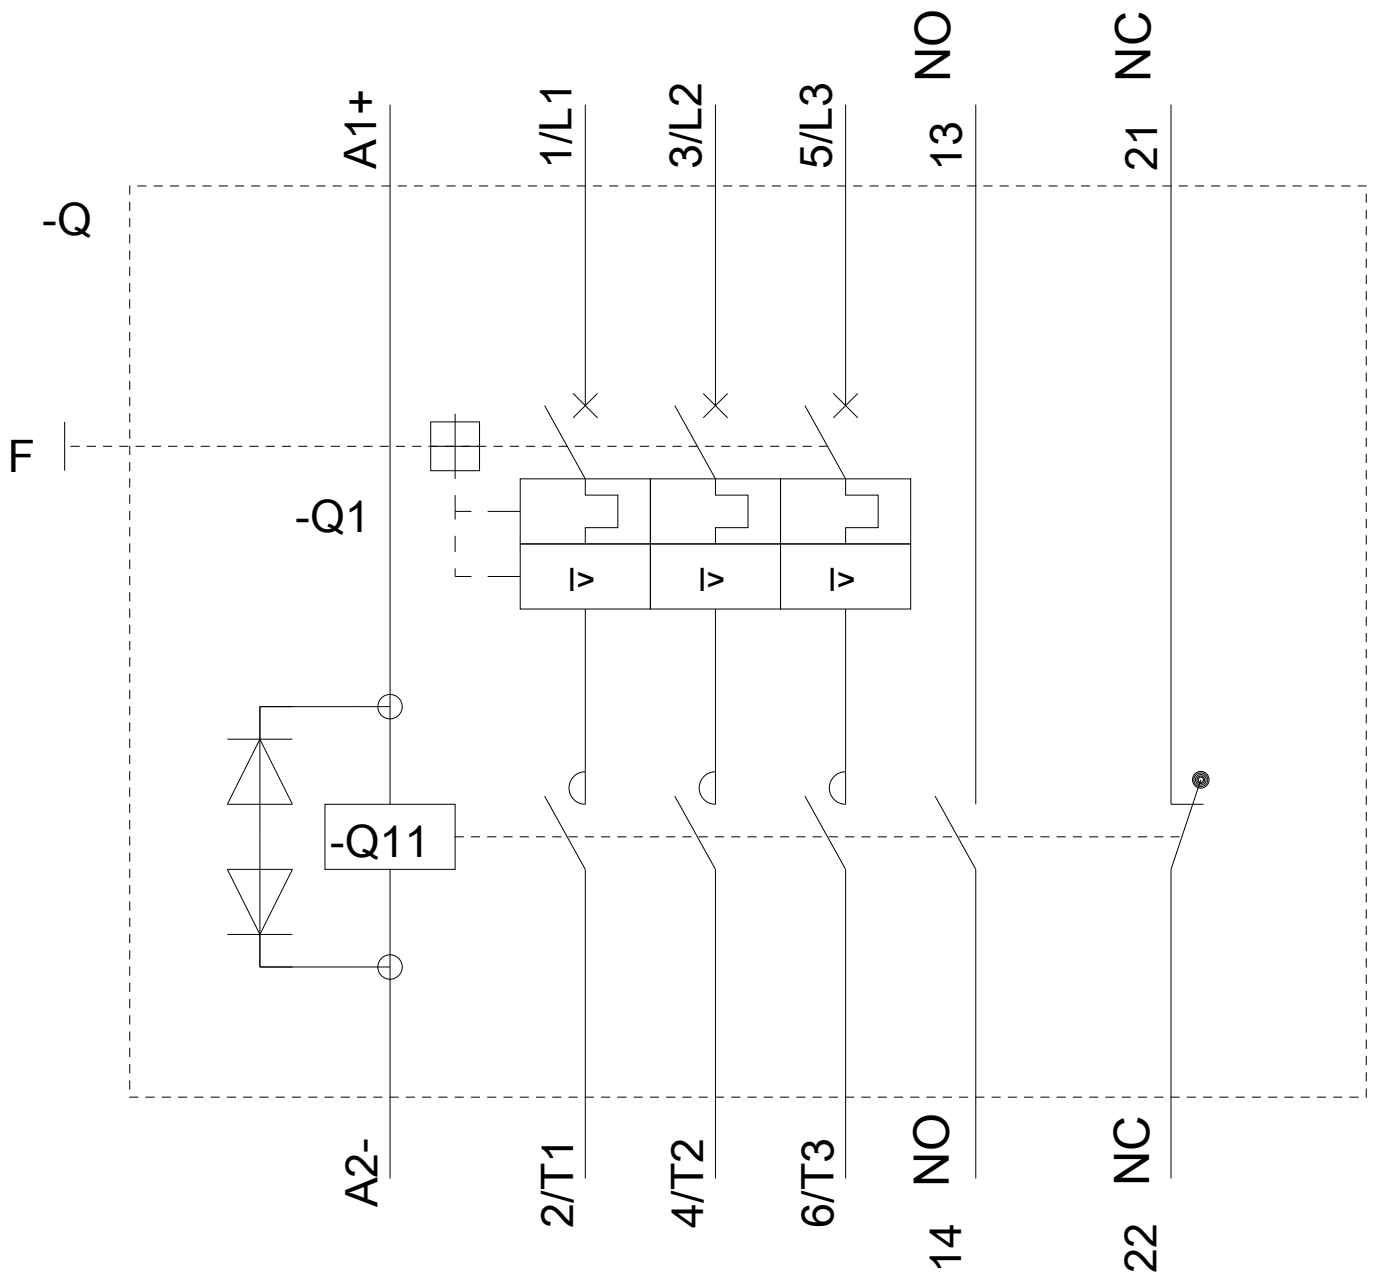 A1+
1/L1
3/L2
5/L3
13 NO
21 NC
-Q
F
-Q1
I>
I>
I>
-Q11
A2-
2/T1
4/T2
6/T3
14 NO
22 NC